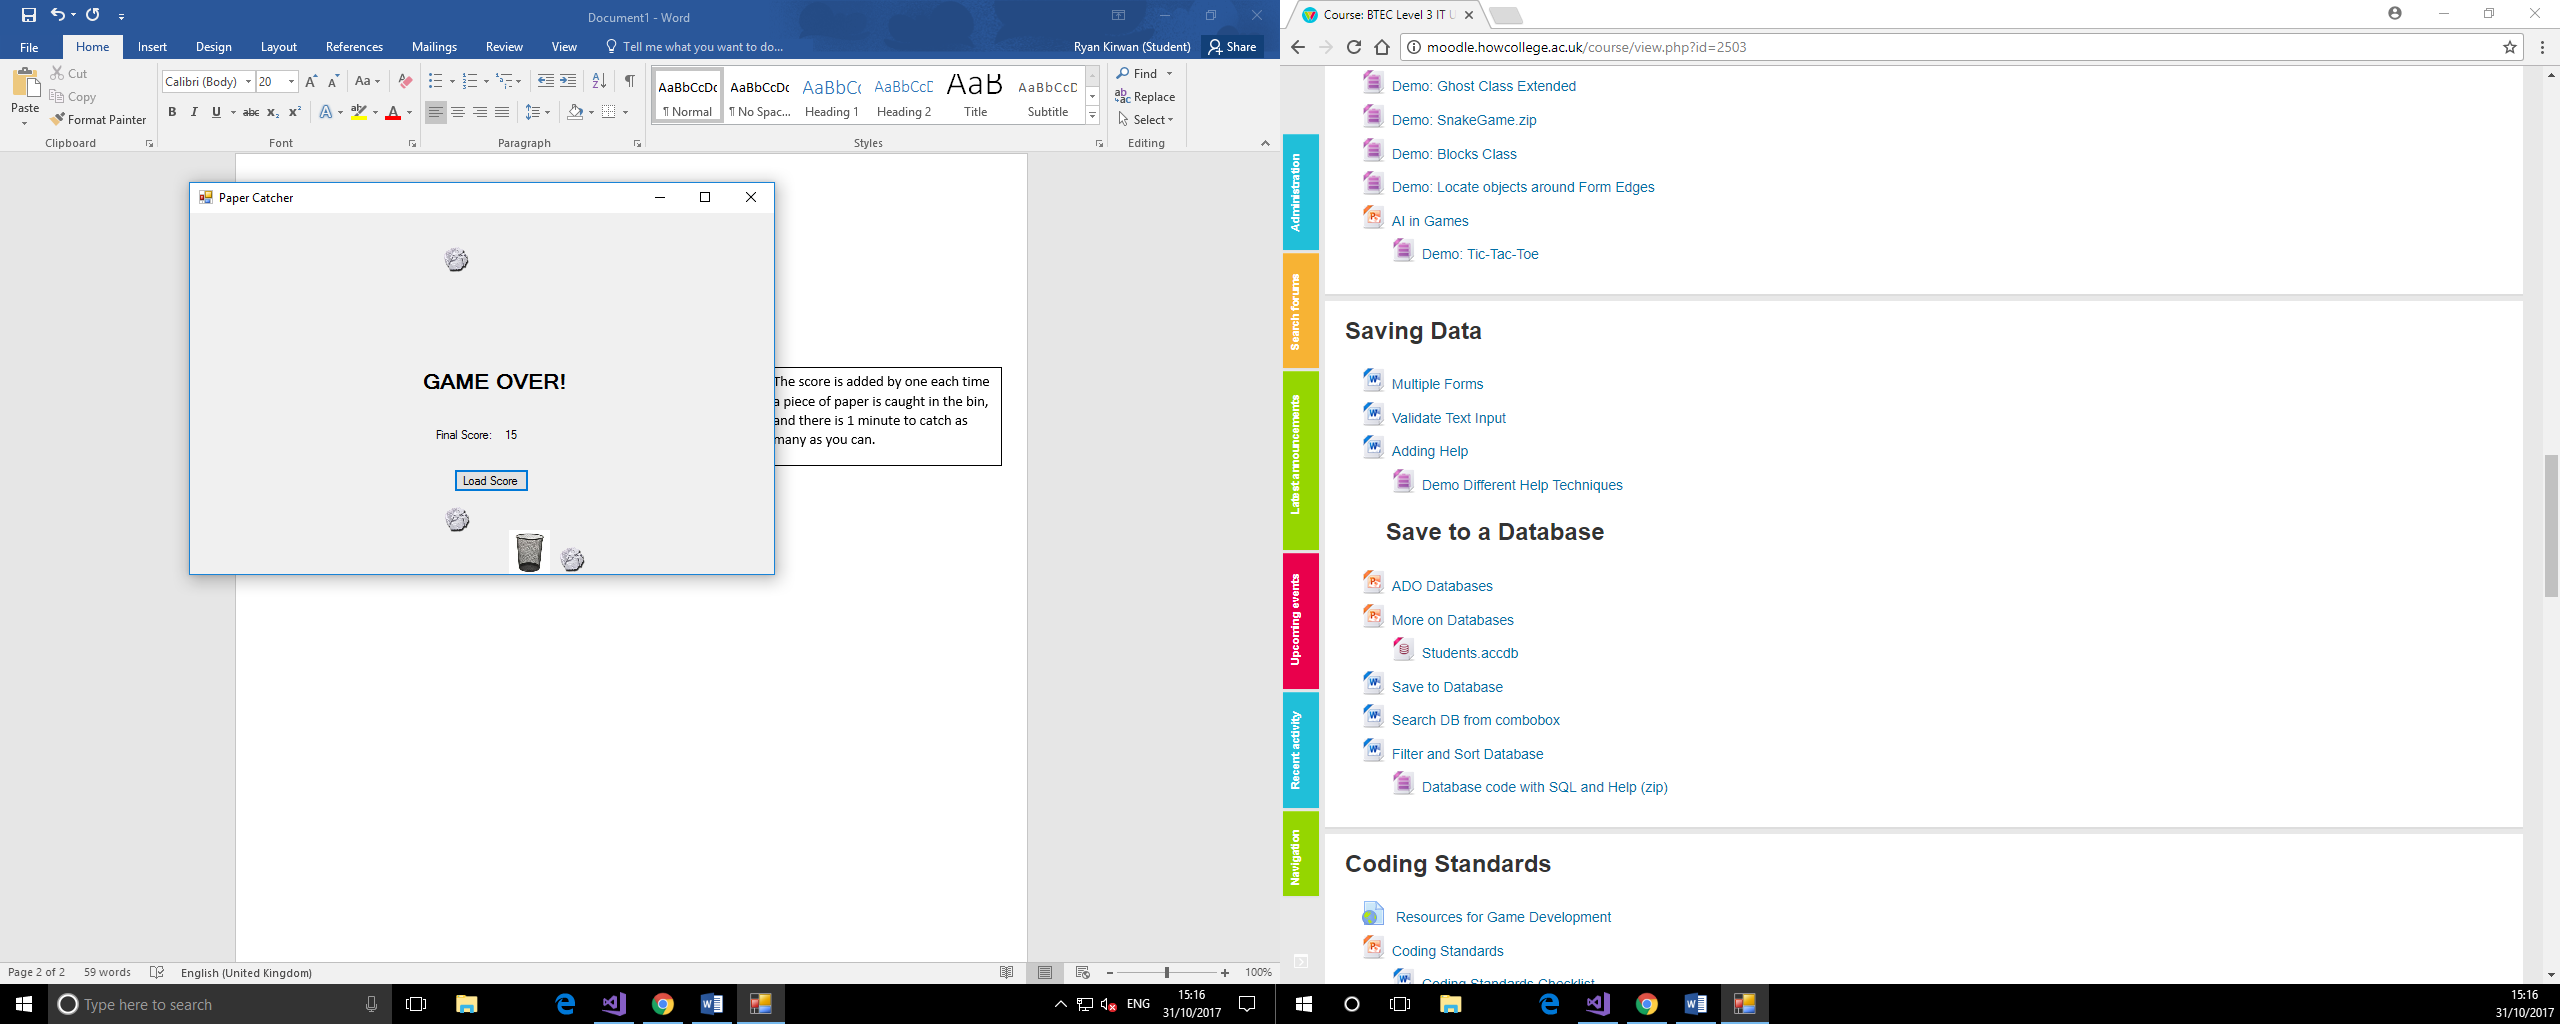 Document1 - Word
File Home Insert Design Layout References Mailings Review View Tell me what you want to do... Ryan Kirwan (Student) Share
Paste
Cut
Copy
Format Painter
Clipboard
Calibri (Body) 20
Font
Paragraph
AaBbCcDc AaBbCcDc AaBbCc AaBbCcD AaB AaBbCcD
¶ Normal ¶ No Spac... Heading 1 Heading 2 Title Subtitle
Styles
Find
Replace
Select
Editing
Paper Catcher
GAME OVER!
Final Score: 15
Load Score
The score is added by one each time
a piece of paper is caught in the bin,
and there is 1 minute to catch as
many as you can.
Page 2 of 2 59 words English (United Kingdom) 100%
Type here to search
ENG
15:16
31/10/2017
Course: BTEC Level 3 IT U
moodle.howcollege.ac.uk/course/view.php?id=2503
Administration
Search forums
Latest announcements
Upcoming events
Recent activity
Navigation
Demo: Ghost Class Extended
Demo: SnakeGame.zip
Demo: Blocks Class
Demo: Locate objects around Form Edges
AI in Games
Demo: Tic-Tac-Toe
Saving Data
Multiple Forms
Validate Text Input
Adding Help
Demo Different Help Techniques
Save to a Database
ADO Databases
More on Databases
Students.accdb
Save to Database
Search DB from combobox
Filter and Sort Database
Database code with SQL and Help (zip)
Coding Standards
Resources for Game Development
Coding Standards
Coding Standards Checklist
15:16
31/10/2017